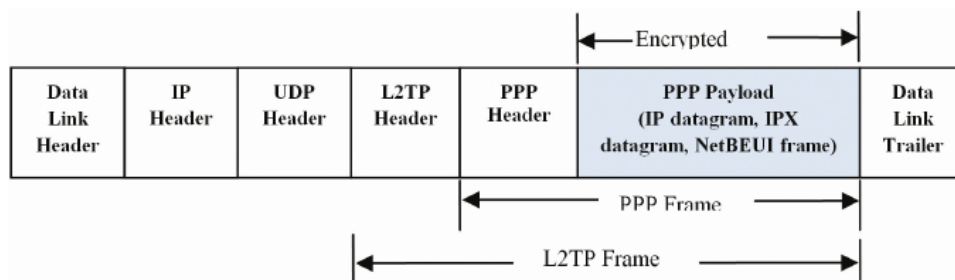 Encrypted
Data
Link
Header
IP
Header
UDP
Header
L2TP
Header
PPP
Header
PPP Payload
(IP datagram, IPX
datagram, NetBEUI frame)
Data
Link
Trailer
PPP Frame
L2TP Frame